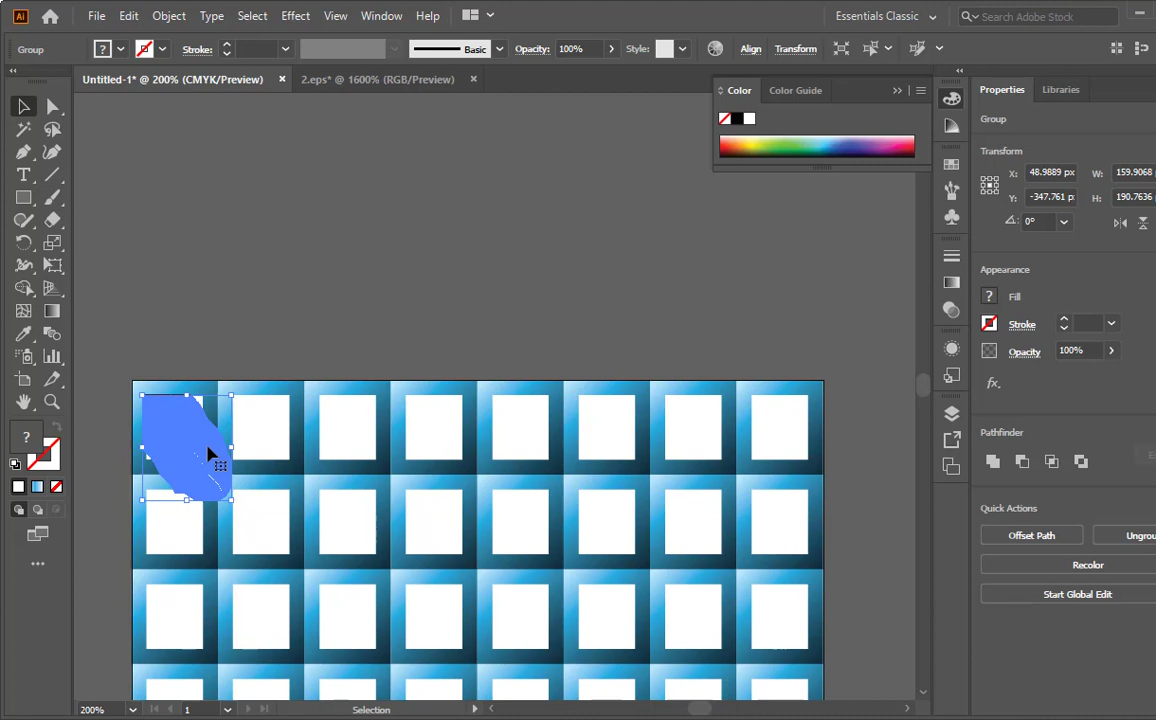 Ai File Edit Object Type Select Effect View Window Help Essentials Classic Search Adobe Stock
Group ? Stroke: Basic Opacity: 100% Style: Align Transform
Untitled-1* @ 200% (CMYK/Preview) × 2.eps* @ 1600% (RGB/Preview) ×
Color Color Guide
Properties Libraries
Group
Transform
X: 48.9889 px W: 159.9068
Y: -347.761 p H: 190.7636
0°
Appearance
? Fill
Stroke
Opacity 100%
fx.
Pathfinder
Quick Actions
Offset Path Ungro
Recolor
Start Global Edit
?
200% 1 Selection